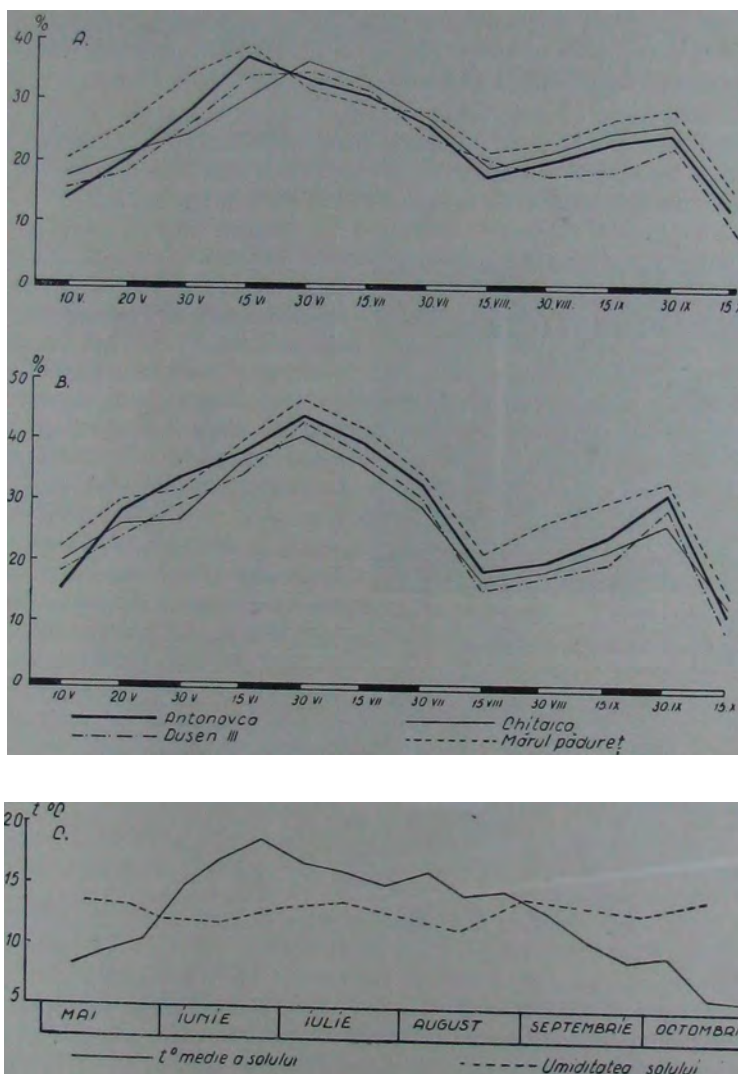 %
A.
40
30
20
10
0
10 V 20 V 30 V 15 VI 30 VI 15 VII 30 VII 15 VIII. 30 VIII. 15 IX 30 IX 15 X
%
B.
50
40
30
20
10
0
10 V 20 V 30 V 15 VI 30 VI 15 VII 30 VII 15 VIII 30 VIII 15 IX 30 IX 15 X
Antonovca Chitaica
Dusen III Mărul pădureț
t °C
C.
20
15
10
5
MAI IUNIE IULIE AUGUST SEPTEMBRIE OCTOMBRI
t° medie a solului Umiditatea solului